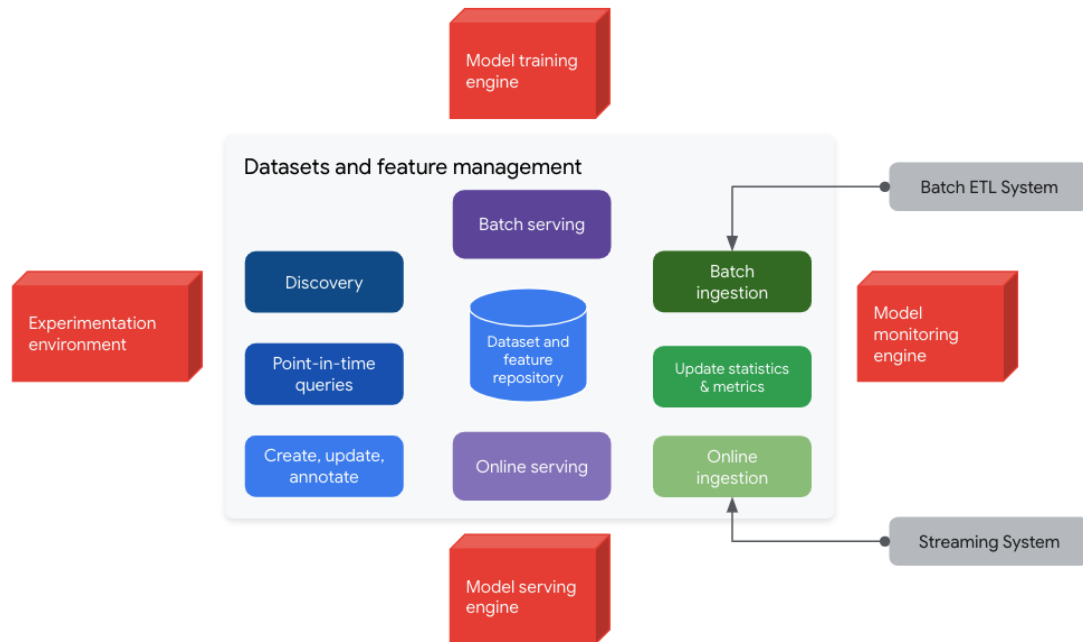 Model training
engine
Datasets and feature management
Batch serving
Batch ETL System
Discovery
Batch
ingestion
Experimentation
environment
Dataset and
feature
repository
Model
monitoring
engine
Point-in-time
queries
Update statistics
& metrics
Create, update,
annotate
Online serving
Online
ingestion
Streaming System
Model serving
engine